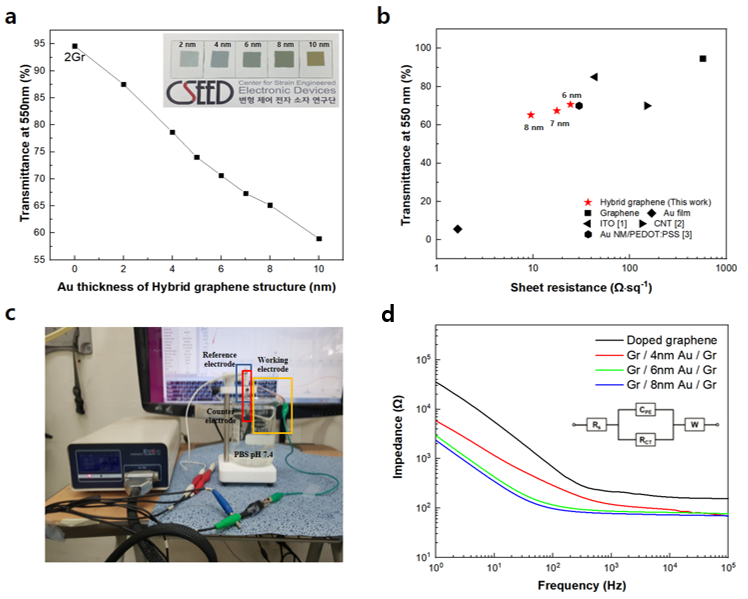 a
Transmittance at 550nm (%)
95
90
85
80
75
70
65
60
55
2Gr
2 nm 4 nm 6 nm 8 nm 10 nm
CSEED
Center for Strain Engineered
Electronic Devices
변형 제어 전자 소자 연구단
0 2 4 6 8 10
Au thickness of Hybrid graphene structure (nm)
b
Transmittance at 550 nm (%)
100
80
60
40
20
0
6 nm
7 nm
8 nm
Hybrid graphene (This work)
Graphene Au film
ITO [1] CNT [2]
Au NM/PEDOT:PSS [3]
1 10 100 1000
Sheet resistance (Ω·sq⁻¹)
c
Reference
electrode
Working
electrode
Counter
electrode
PBS pH 7.4
d
Impedance (Ω)
10⁵
10⁴
10³
10²
10¹
Doped graphene
Gr / 4nm Au / Gr
Gr / 6nm Au / Gr
Gr / 8nm Au / Gr
Rs
CPE
RCT
W
10⁰ 10¹ 10² 10³ 10⁴ 10⁵
Frequency (Hz)